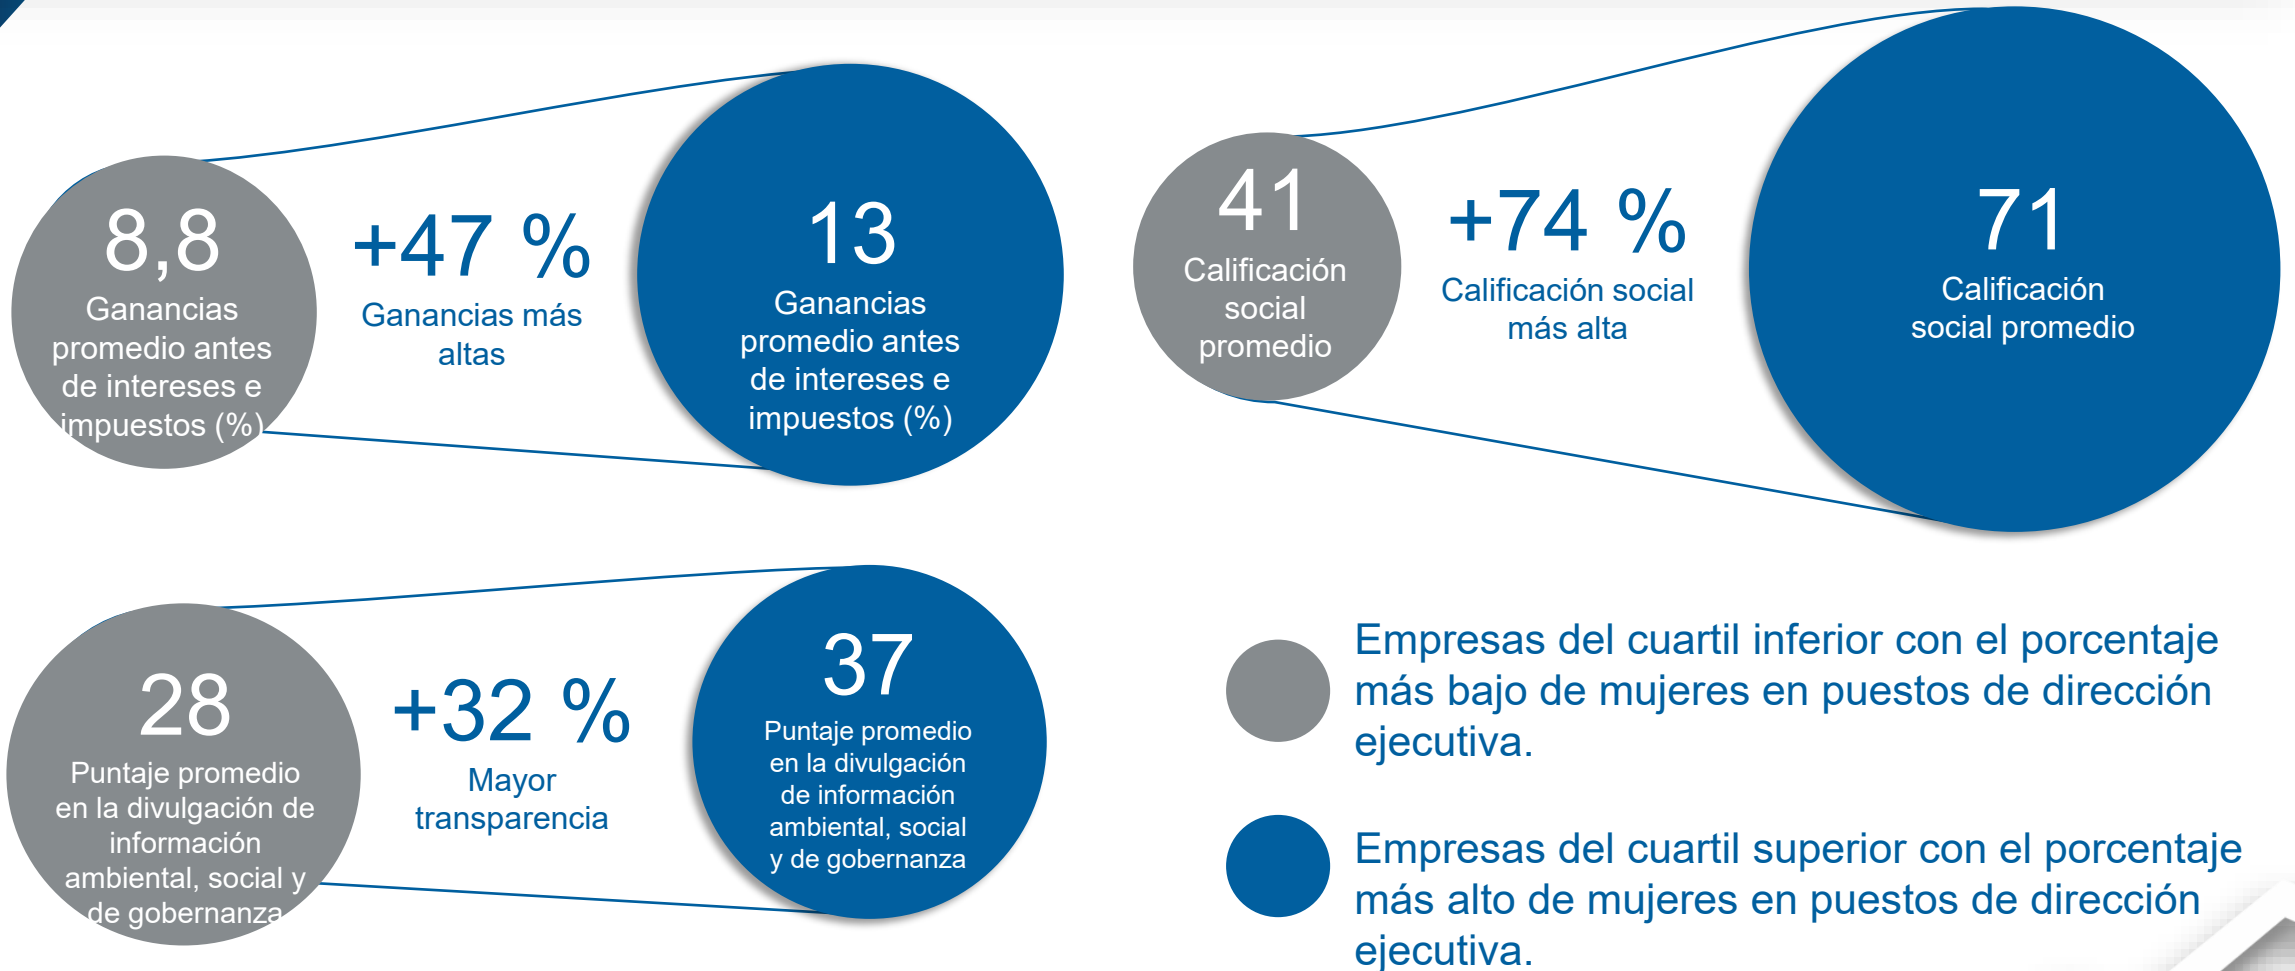 8,8
Ganancias
promedio antes
de intereses e
impuestos (%)
+47 %
Ganancias más
altas
13
Ganancias
promedio antes
de intereses e
impuestos (%)
41
Calificación
social
promedio
+74 %
Calificación social
más alta
71
Calificación
social promedio
28
Puntaje promedio
en la divulgación de
información
ambiental, social y
de gobernanza
+32 %
Mayor
transparencia
37
Puntaje promedio
en la divulgación
de información
ambiental, social
y de gobernanza
Empresas del cuartil inferior con el porcentaje
más bajo de mujeres en puestos de dirección
ejecutiva.
Empresas del cuartil superior con el porcentaje
más alto de mujeres en puestos de dirección
ejecutiva.